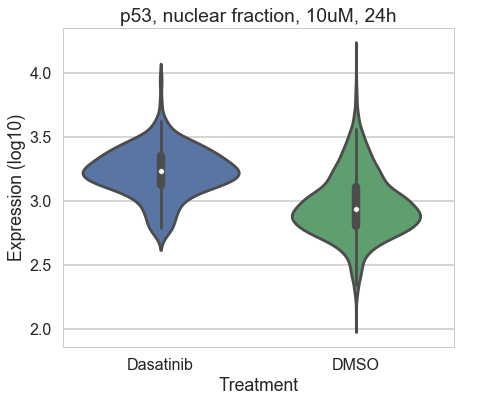 p53, nuclear fraction, 10uM, 24h
Expression (log10)
4.0
3.5
3.0
2.5
2.0
Dasatinib
DMSO
Treatment